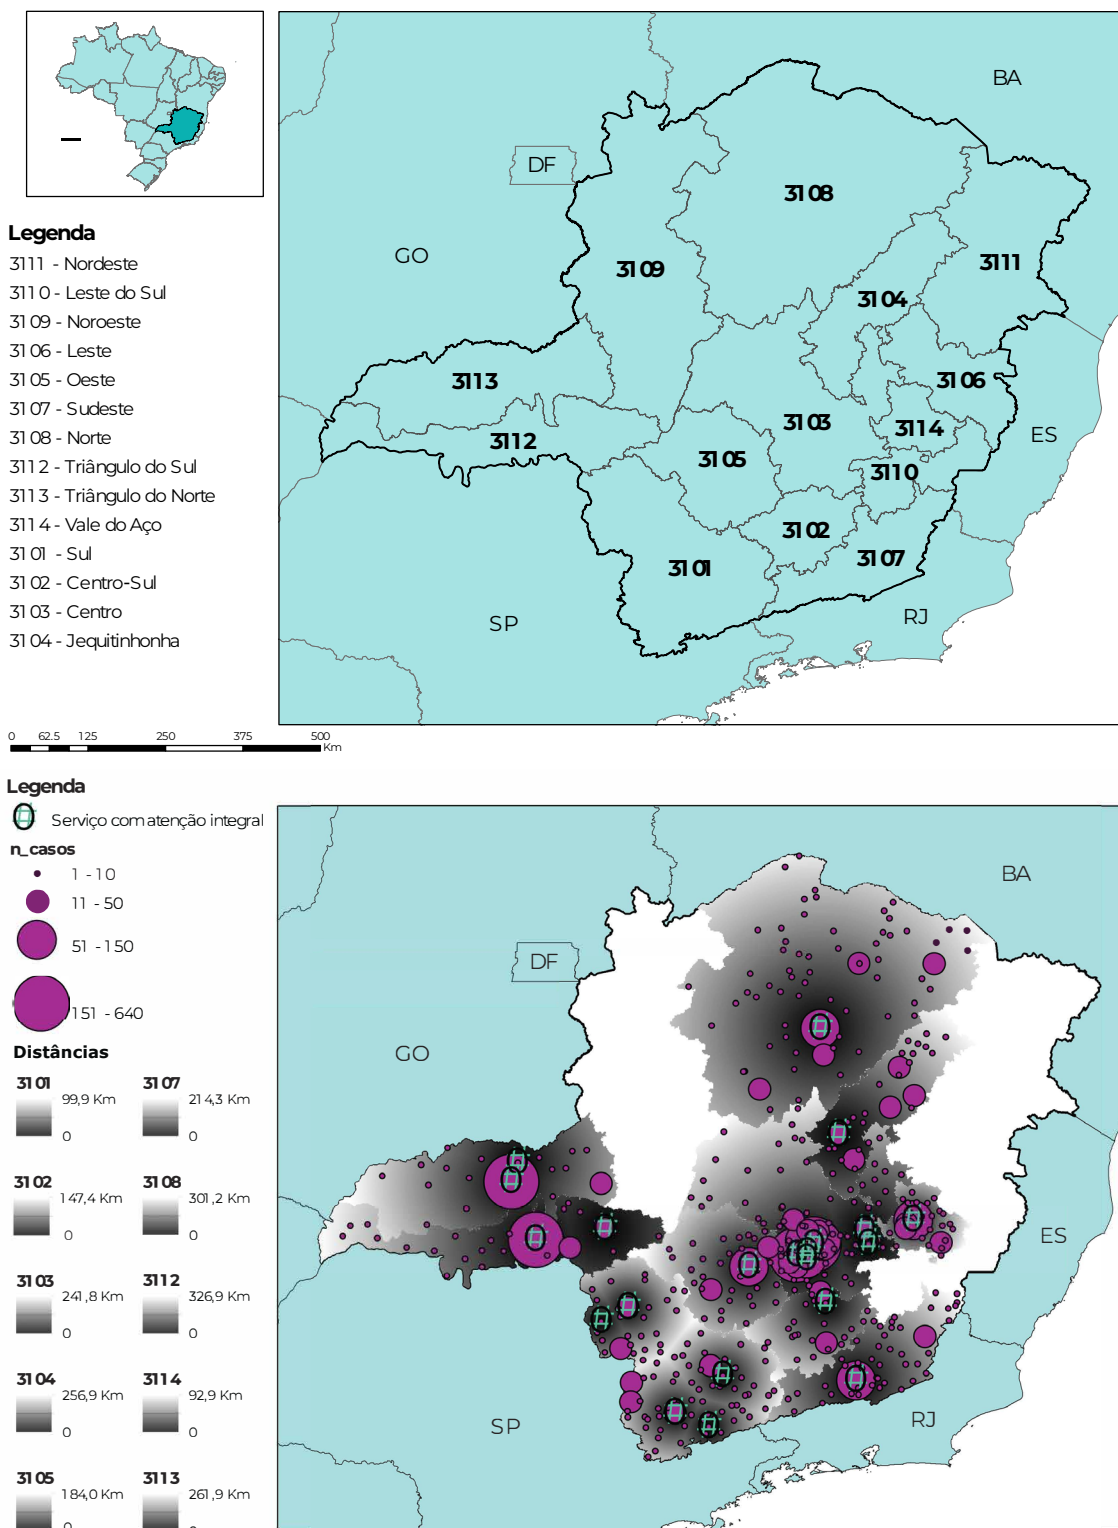 BA
DF
GO
3108
3109
3111
3104
3113
3106
3112
3103
3114
3105
3110
ES
3102
3101
3107
SP
RJ
Legenda
3111 - Nordeste
3110 - Leste do Sul
3109 - Noroeste
3106 - Leste
3105 - Oeste
3107 - Sudeste
3108 - Norte
3112 - Triângulo do Sul
3113 - Triângulo do Norte
3114 - Vale do Aço
3101 - Sul
3102 - Centro-Sul
3103 - Centro
3104 - Jequitinhonha
0 62.5 125 250 375 500
Km
Legenda
Serviço com atenção integral
n_casos
1 - 10
11 - 50
51 - 150
151 - 640
Distâncias
3101 3107
99,9 Km 214,3 Km
0 0
3102 3108
147,4 Km 301,2 Km
0 0
3103 3112
241,8 Km 326,9 Km
0 0
3104 3114
256,9 Km 92,9 Km
0 0
3105 3113
184,0 Km 261,9 Km
0 0
BA
DF
GO
ES
SP
RJ